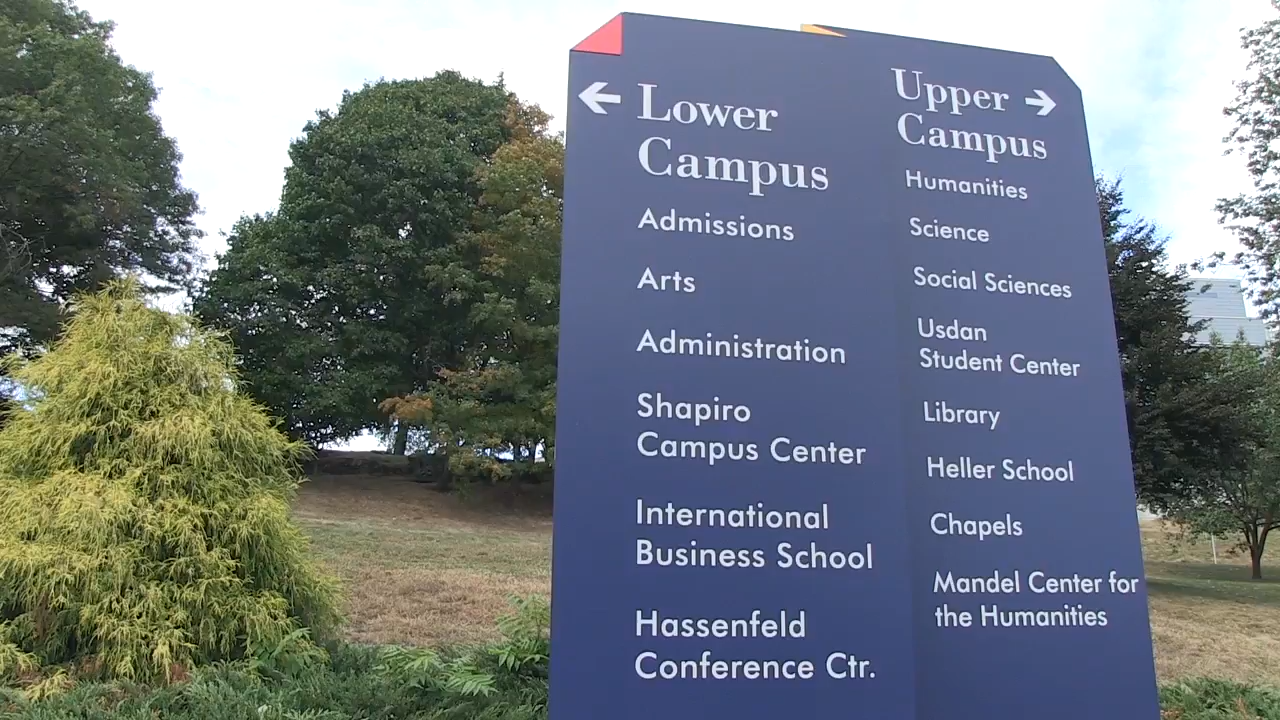 Lower
Campus
Admissions
Arts
Administration
Shapiro
Campus Center
International
Business School
Hassenfeld
Conference Ctr.
Upper
Campus
Humanities
Science
Social Sciences
Usdan
Student Center
Library
Heller School
Chapels
Mandel Center for
the Humanities